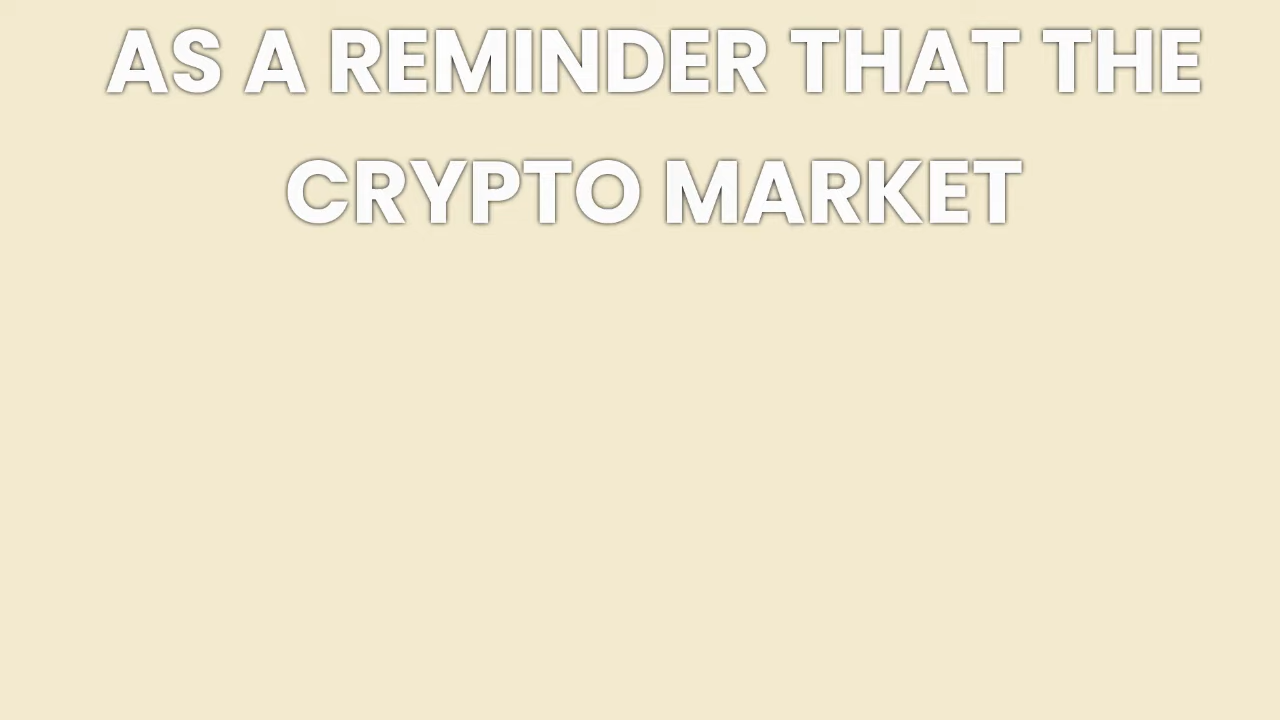 AS A REMINDER THAT THE
CRYPTO MARKET